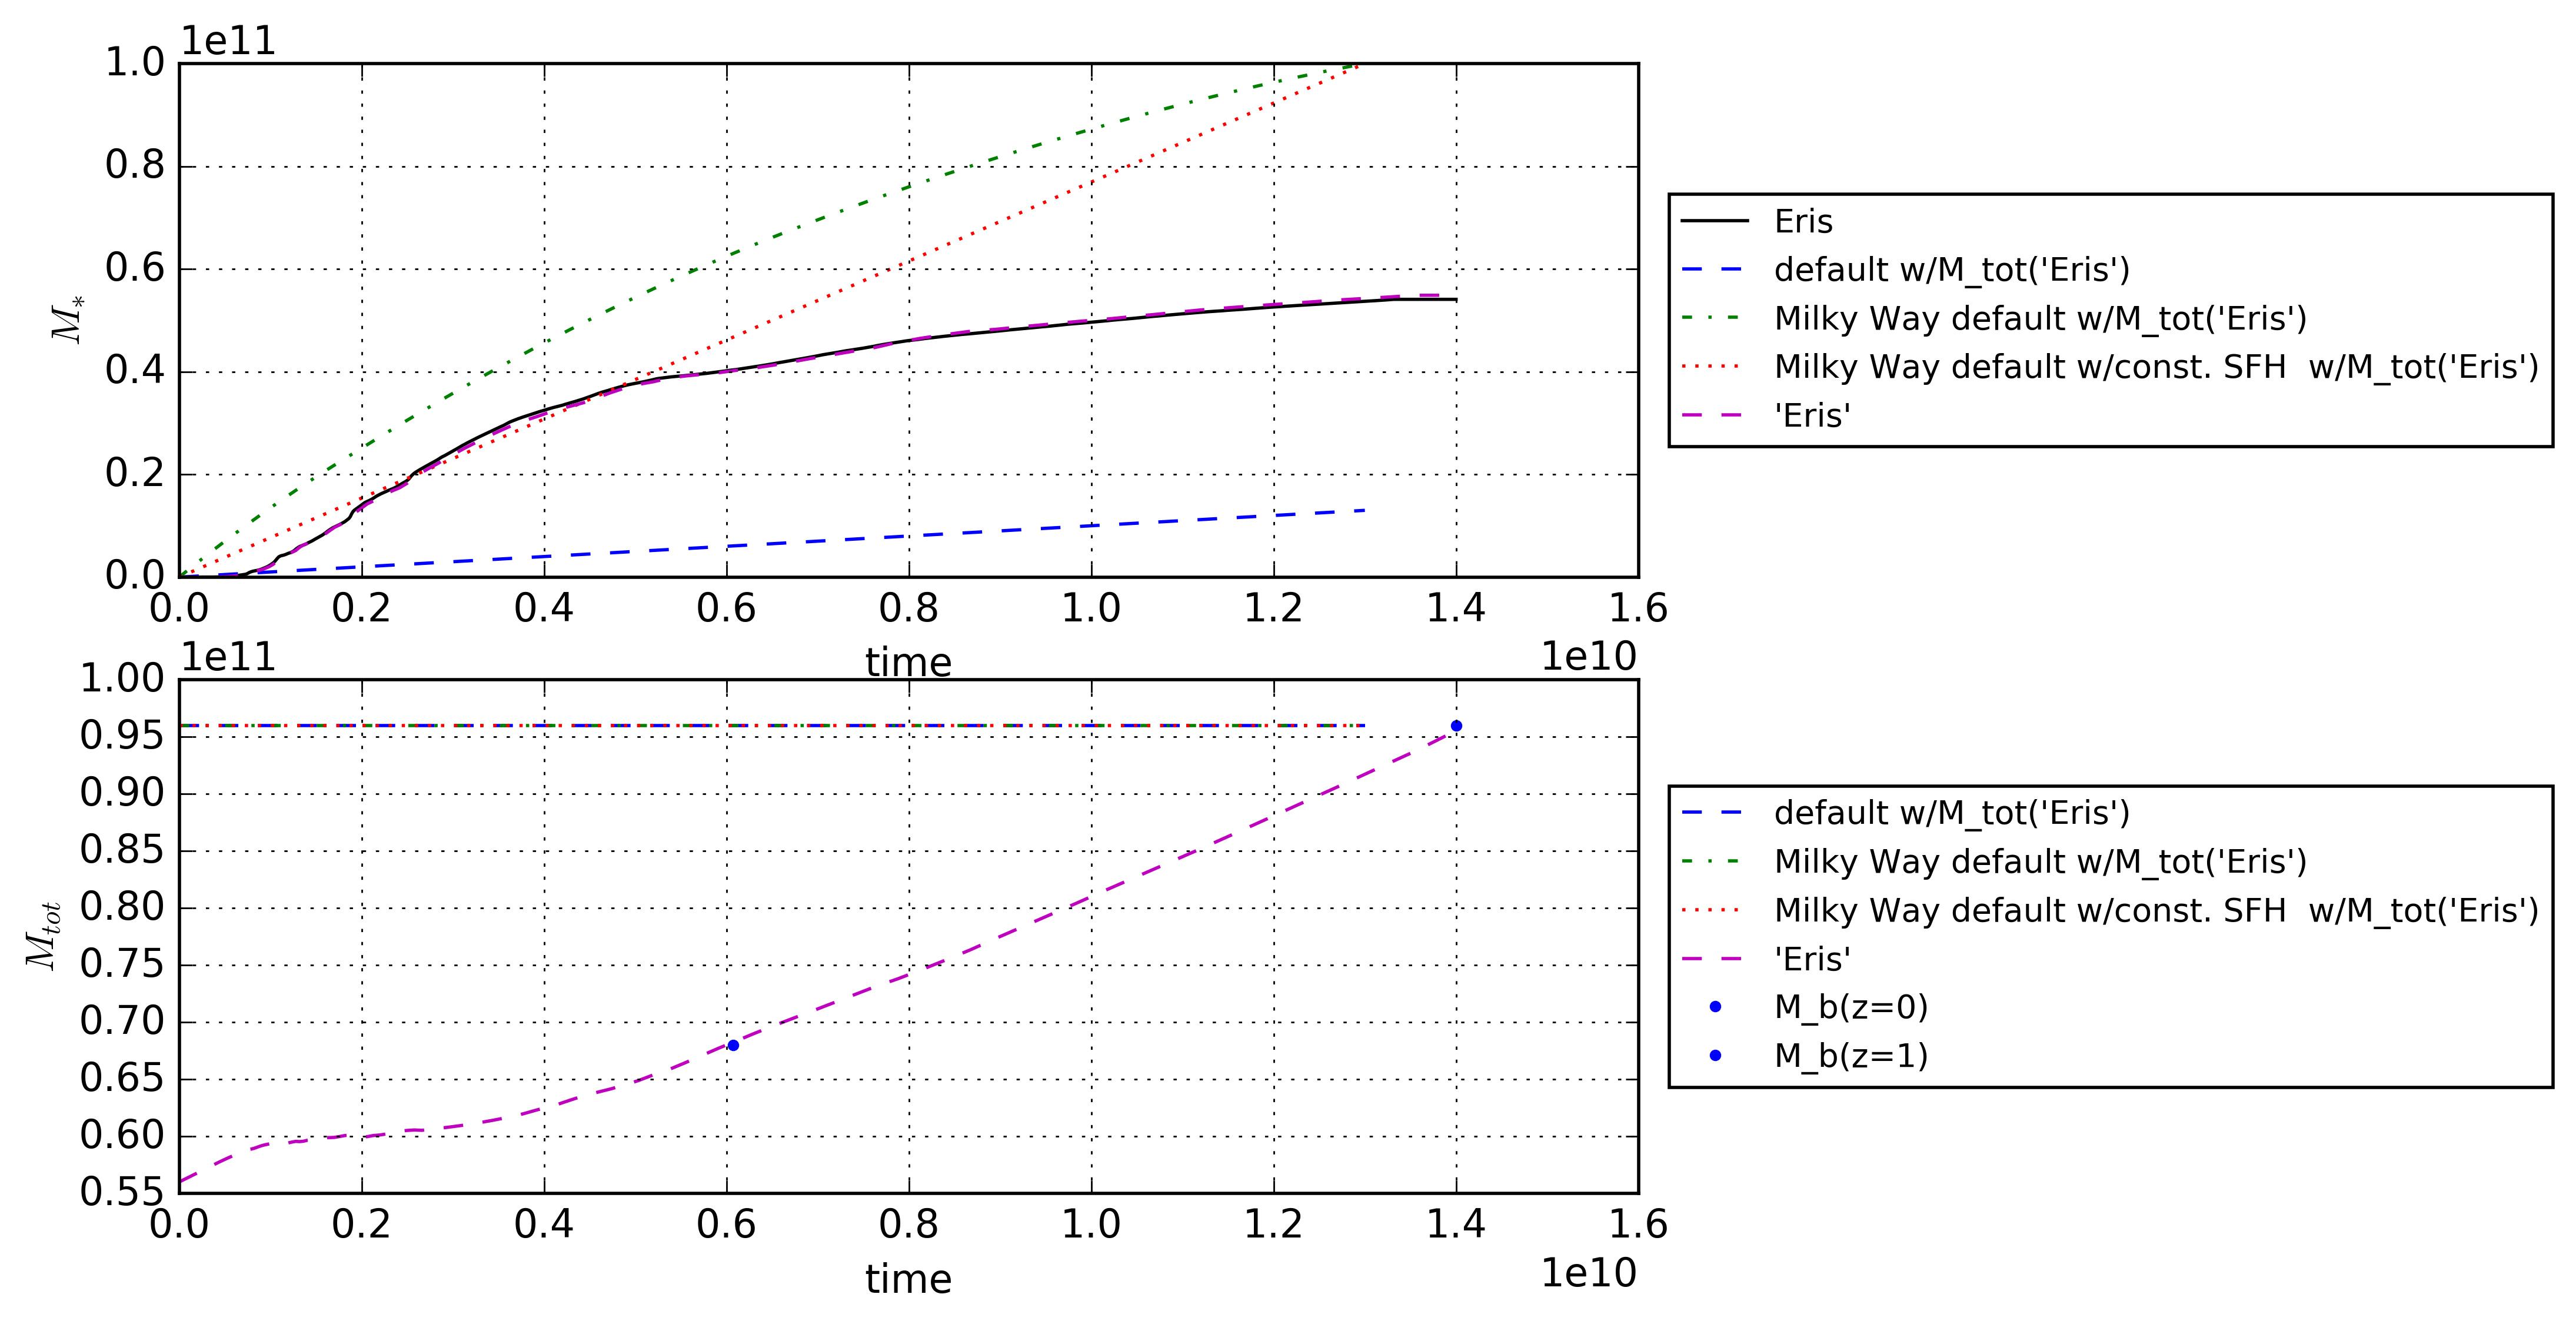 1e11
1.0
0.8
0.6
0.4
0.2
0.0
M*
0.0 0.2 0.4 0.6 0.8 1.0 1.2 1.4 1.6
time
1e10
Eris
default w/M_tot('Eris')
Milky Way default w/M_tot('Eris')
Milky Way default w/const. SFH  w/M_tot('Eris')
'Eris'
1e11
1.00
0.95
0.90
0.85
0.80
0.75
0.70
0.65
0.60
0.55
Mtot
0.0 0.2 0.4 0.6 0.8 1.0 1.2 1.4 1.6
time
1e10
default w/M_tot('Eris')
Milky Way default w/M_tot('Eris')
Milky Way default w/const. SFH  w/M_tot('Eris')
'Eris'
M_b(z=0)
M_b(z=1)